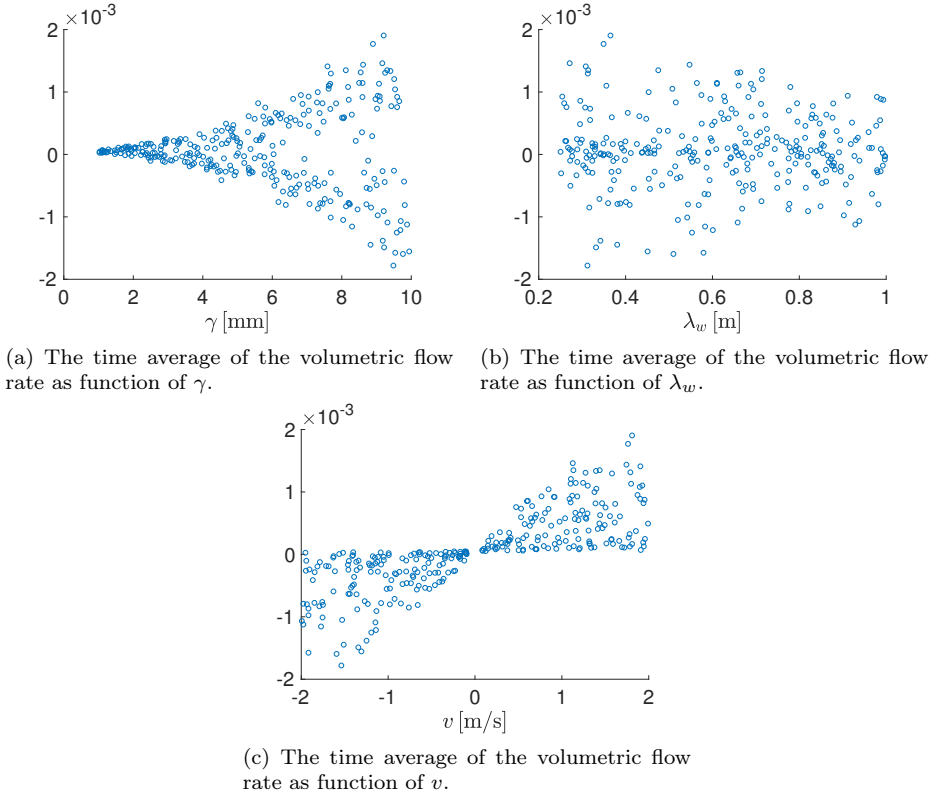 ×10⁻³
2
1
0
-1
-2
0 2 4 6 8 10
γ [mm]
(a) The time average of the volumetric flow
rate as function of γ.
×10⁻³
2
1
0
-1
-2
0.2 0.4 0.6 0.8 1
λ_w [m]
(b) The time average of the volumetric flow
rate as function of λ_w.
×10⁻³
2
1
0
-1
-2
-2 -1 0 1 2
v [m/s]
(c) The time average of the volumetric flow
rate as function of v.